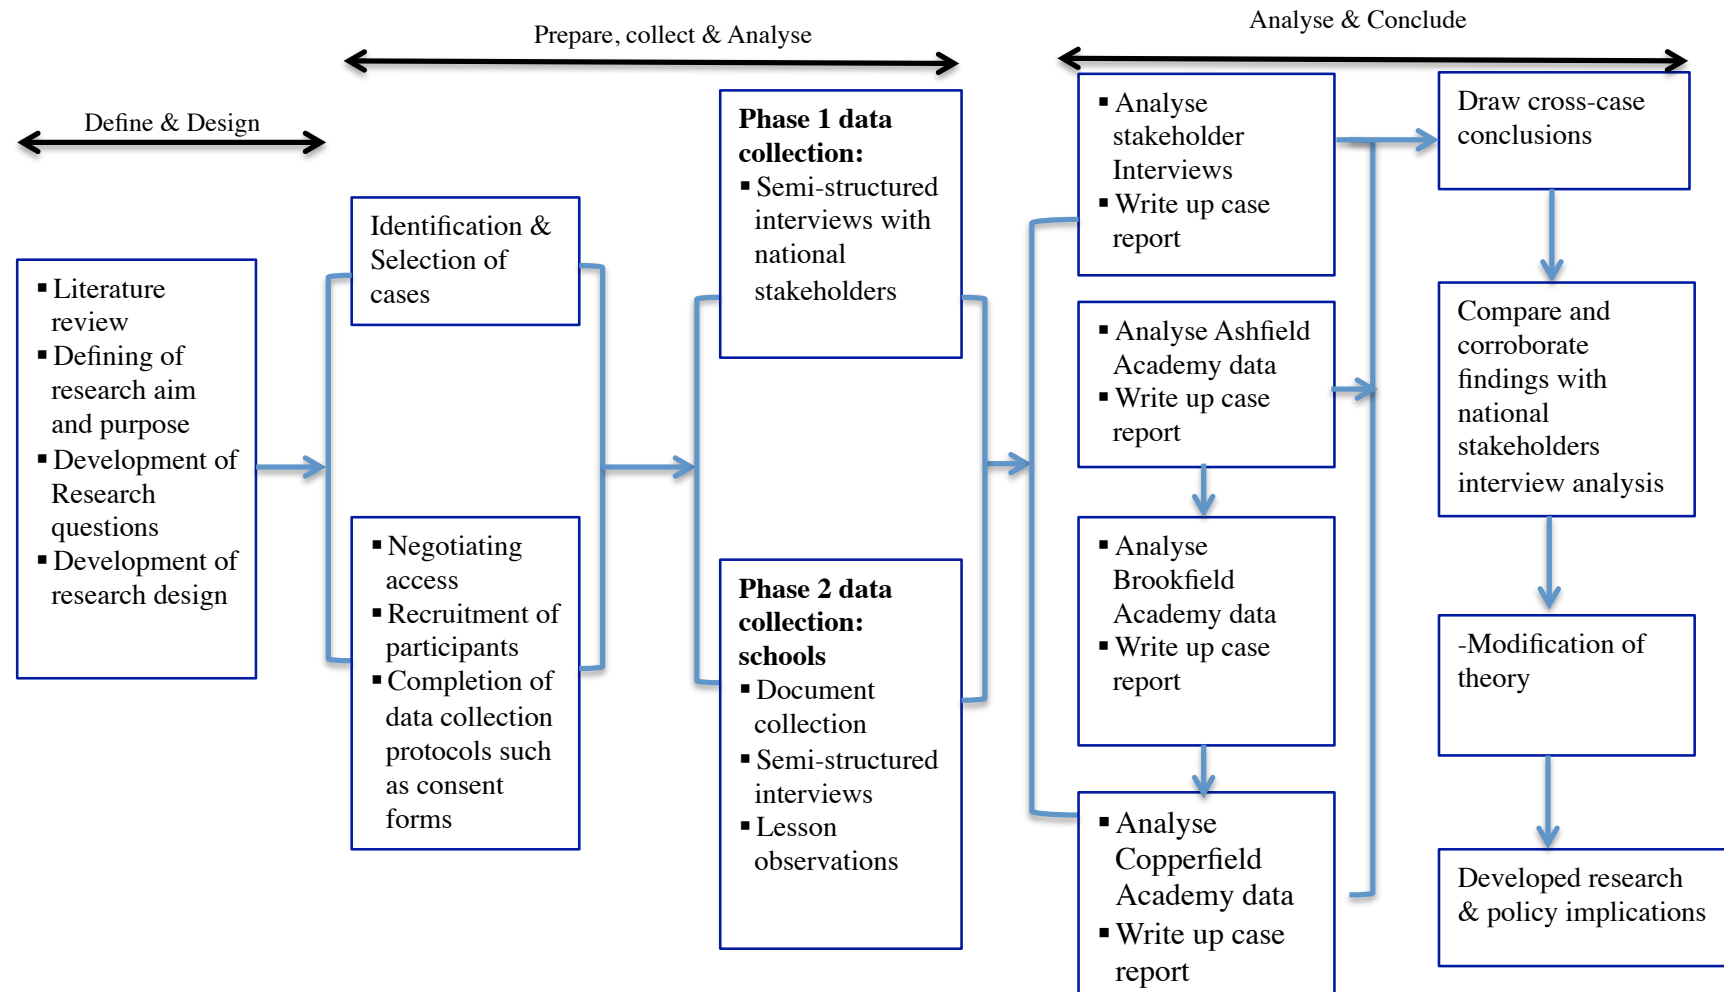 Define & Design
Prepare, collect & Analyse
Analyse & Conclude
▪ Literature
review
▪ Defining of
research aim
and purpose
▪ Development of
Research
questions
▪ Development of
research design
Identification &
Selection of
cases
▪ Negotiating
access
▪ Recruitment of
participants
▪ Completion of
data collection
protocols such
as consent
forms
Phase 1 data
collection:
▪ Semi-structured
interviews with
national
stakeholders
Phase 2 data
collection:
schools
▪ Document
collection
▪ Semi-structured
interviews
▪ Lesson
observations
▪ Analyse
stakeholder
Interviews
▪ Write up case
report
▪ Analyse Ashfield
Academy data
▪ Write up case
report
▪ Analyse
Brookfield
Academy data
▪ Write up case
report
▪ Analyse
Copperfield
Academy data
▪ Write up case
report
Draw cross-case
conclusions
Compare and
corroborate
findings with
national
stakeholders
interview analysis
-Modification of
theory
Developed research
& policy implications